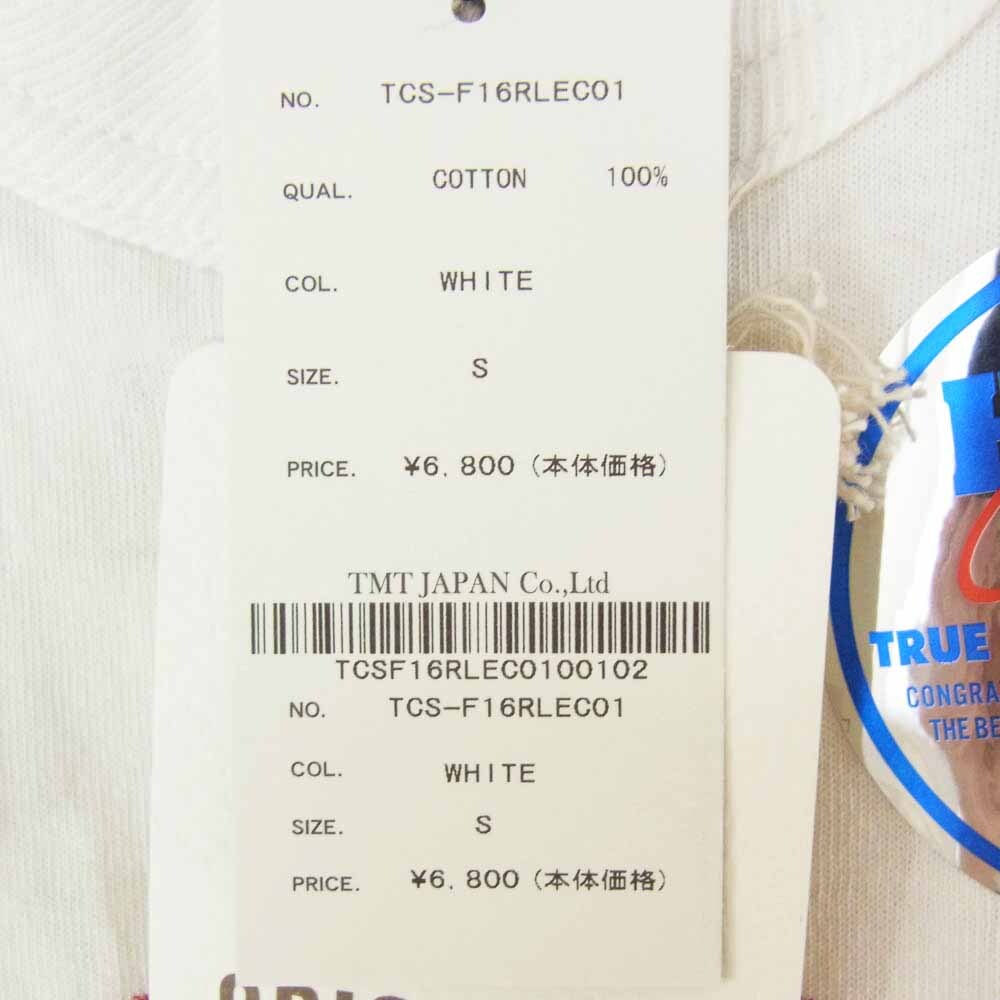 NO. TCS-F16RLEC01
QUAL. COTTON 100%
COL. WHITE
SIZE. S
PRICE. ¥6,800 (本体価格)
TMT JAPAN Co.,Ltd
TCSF16RLEC0100102
NO. TCS-F16RLEC01
COL. WHITE
SIZE. S
PRICE. ¥6,800 (本体価格)
TRUE
THE